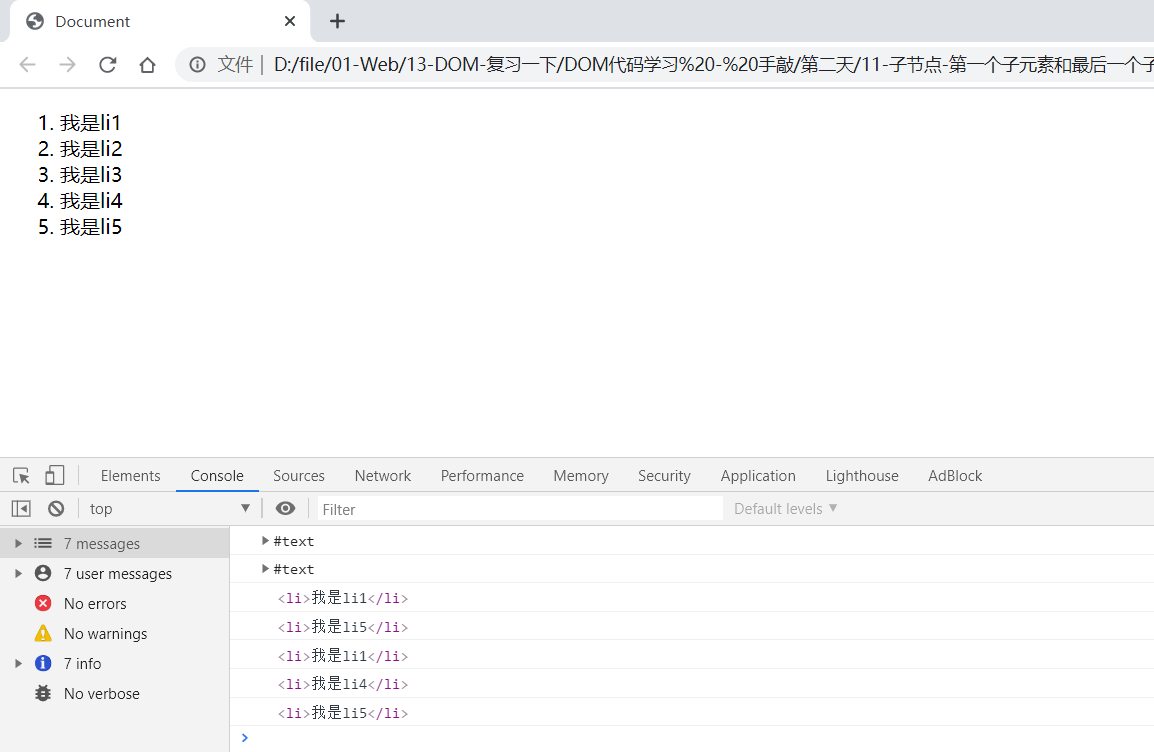 Document
文件 | D:/file/01-Web/13-DOM-复习一下/DOM代码学习%20-%20手敲/第二天/11-子节点-第一个子元素和最后一个子
1. 我是li1
2. 我是li2
3. 我是li3
4. 我是li4
5. 我是li5
Elements Console Sources Network Performance Memory Security Application Lighthouse AdBlock
top Filter Default levels
7 messages
7 user messages
No errors
No warnings
7 info
No verbose
#text
#text
<li>我是li1</li>
<li>我是li5</li>
<li>我是li1</li>
<li>我是li4</li>
<li>我是li5</li>